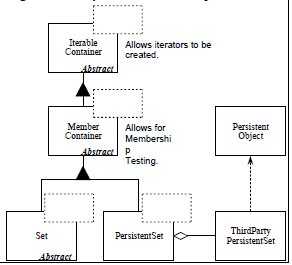 Iterable
Container
Abstract
Allows iterators to be
created.
Member
Container
Abstract
Allows for
Membershi
p
Testing.
Persistent
Object
Set
Abstract
PersistentSet
ThirdParty
PersistentSet